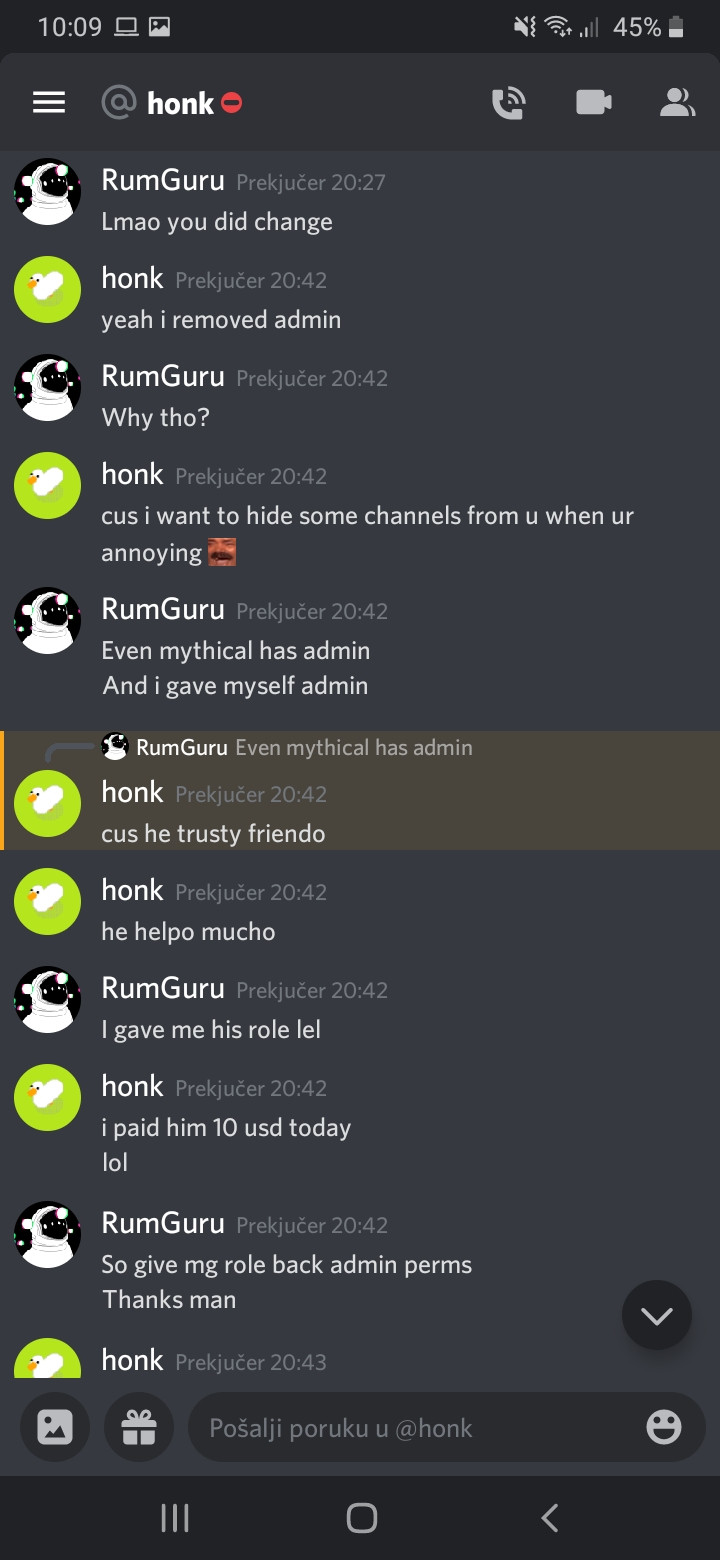 10:09 45%
@ honk
RumGuru Prekjučer 20:27
Lmao you did change
honk Prekjučer 20:42
yeah i removed admin
RumGuru Prekjučer 20:42
Why tho?
honk Prekjučer 20:42
cus i want to hide some channels from u when ur
annoying
RumGuru Prekjučer 20:42
Even mythical has admin
And i gave myself admin
RumGuru Even mythical has admin
honk Prekjučer 20:42
cus he trusty friendo
honk Prekjučer 20:42
he helpo mucho
RumGuru Prekjučer 20:42
I gave me his role lel
honk Prekjučer 20:42
i paid him 10 usd today
lol
RumGuru Prekjučer 20:42
So give mg role back admin perms
Thanks man
honk Prekjučer 20:43
Pošalji poruku u @honk